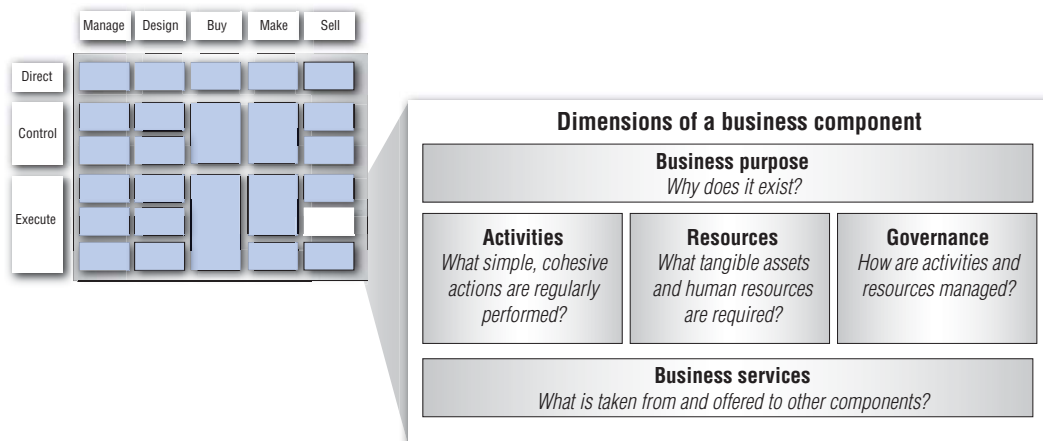 Manage Design Buy Make Sell
Direct
Control
Execute
Dimensions of a business component
Business purpose
Why does it exist?
Activities
What simple, cohesive
actions are regularly
performed?
Resources
What tangible assets
and human resources
are required?
Governance
How are activities and
resources managed?
Business services
What is taken from and offered to other components?